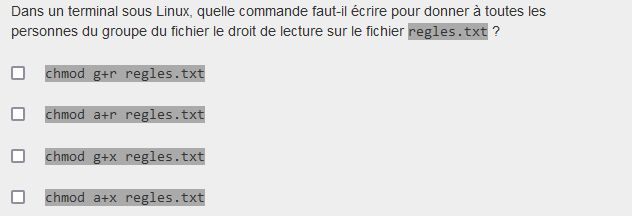 Dans un terminal sous Linux, quelle commande faut-il écrire pour donner à toutes les
personnes du groupe du fichier le droit de lecture sur le fichier regles.txt ?
chmod g+r regles.txt
chmod a+r regles.txt
chmod g+x regles.txt
chmod a+x regles.txt